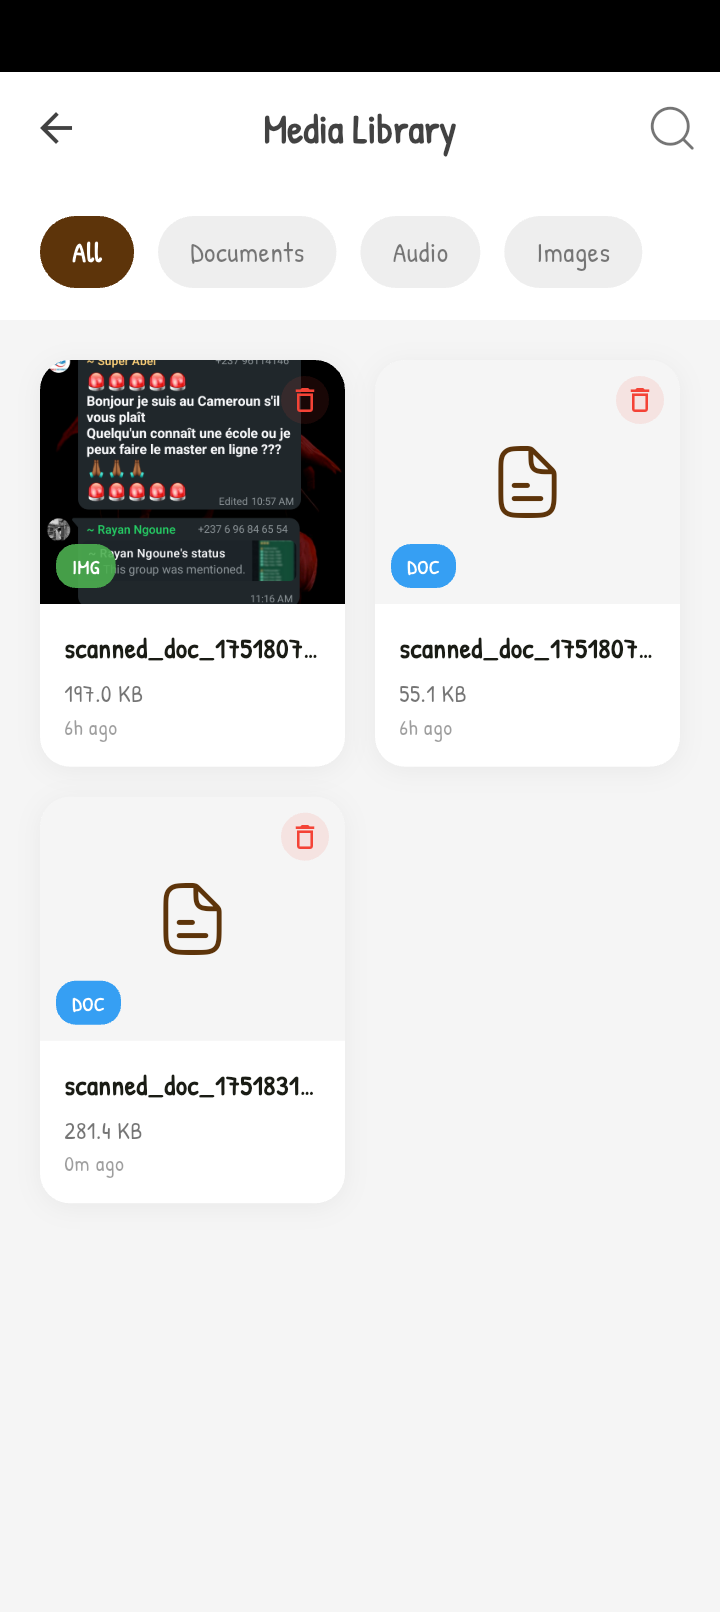 Media Library
All
Documents
Audio
Images
~ Super Abel +237 96114146
Bonjour je suis au Cameroun s'il
vous plaît
Quelqu'un connaît une école ou je
peux faire le master en ligne ???
Edited 10:57 AM
~ Rayan Ngoune +237 6 96 84 65 54
~ Rayan Ngoune's status
This group was mentioned.
11:16 AM
IMG
DOC
scanned_doc_1751807...
197.0 KB
6h ago
scanned_doc_1751807...
55.1 KB
6h ago
DOC
scanned_doc_1751831...
281.4 KB
0m ago